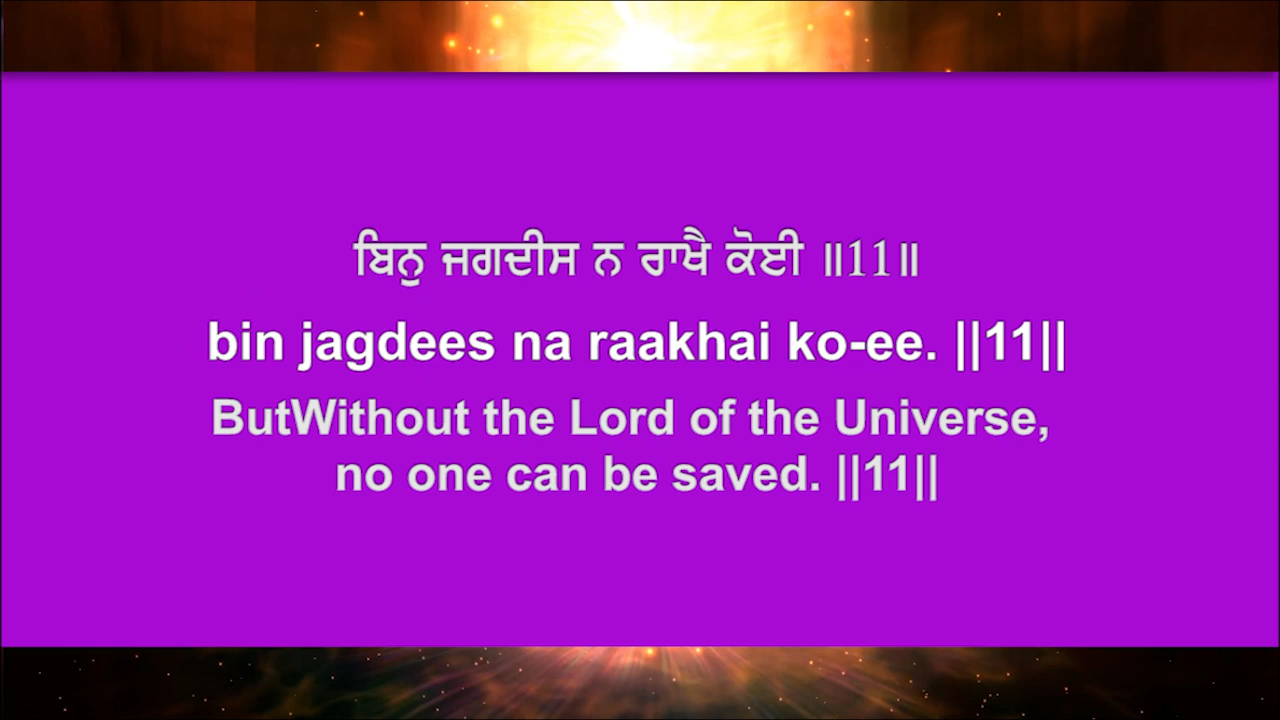 ਬਿਨੁ ਜਗਦੀਸ ਨ ਰਾਖੈ ਕੋਈ ॥11॥
bin jagdees na raakhai ko-ee. ||11||
ButWithout the Lord of the Universe,
no one can be saved. ||11||